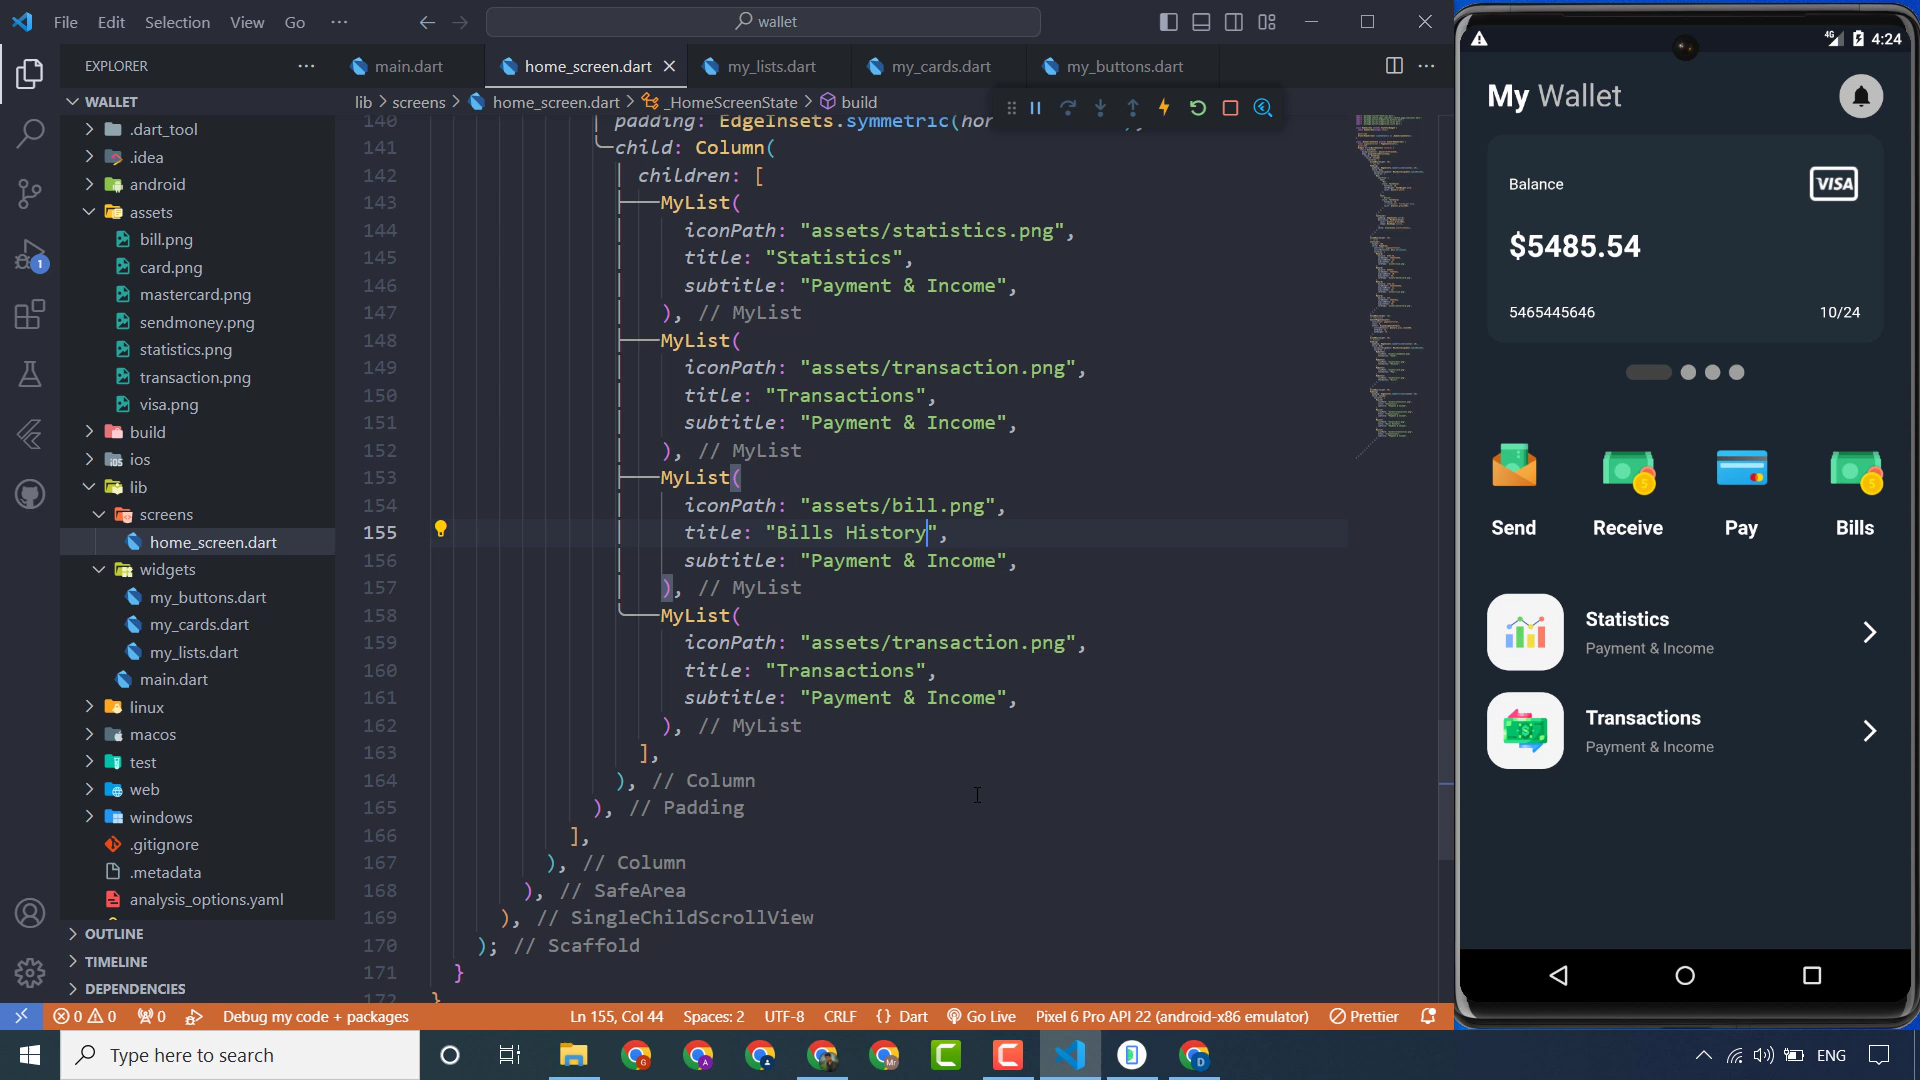 File Edit Selection View Go ···
wallet
EXPLORER
main.dart
home_screen.dart
my_lists.dart
my_cards.dart
my_buttons.dart
WALLET
lib > screens > home_screen.dart > _HomeScreenState > build
.dart_tool
.idea
android
assets
bill.png
card.png
mastercard.png
sendmoney.png
statistics.png
transaction.png
visa.png
build
ios
lib
screens
home_screen.dart
widgets
my_buttons.dart
my_cards.dart
my_lists.dart
main.dart
linux
macos
test
web
windows
.gitignore
.metadata
analysis_options.yaml
OUTLINE
TIMELINE
DEPENDENCIES
1
140 padding: EdgeInsets.symmetric(hor
141 child: Column(
142 children: [
143 MyList(
144 iconPath: "assets/statistics.png",
145 title: "Statistics",
146 subtitle: "Payment & Income",
147 ), // MyList
148 MyList(
149 iconPath: "assets/transaction.png",
150 title: "Transactions",
151 subtitle: "Payment & Income",
152 ), // MyList
153 MyList(
154 iconPath: "assets/bill.png",
155 title: "Bills History",
156 subtitle: "Payment & Income",
157 ), // MyList
158 MyList(
159 iconPath: "assets/transaction.png",
160 title: "Transactions",
161 subtitle: "Payment & Income",
162 ), // MyList
163 ],
164 ), // Column
165 ), // Padding
166 ],
167 ), // Column
168 ), // SafeArea
169 ), // SingleChildScrollView
170 ); // Scaffold
171 }
172 }
4G 4:24
My Wallet
Balance
VISA
$5485.54
5465445646 10/24
Send Receive Pay Bills
Statistics
Payment & Income
Transactions
Payment & Income
0 0 0 Debug my code + packages
Ln 155, Col 44 Spaces: 2 UTF-8 CRLF {} Dart Go Live Pixel 6 Pro API 22 (android-x86 emulator) Prettier
Type here to search
ENG